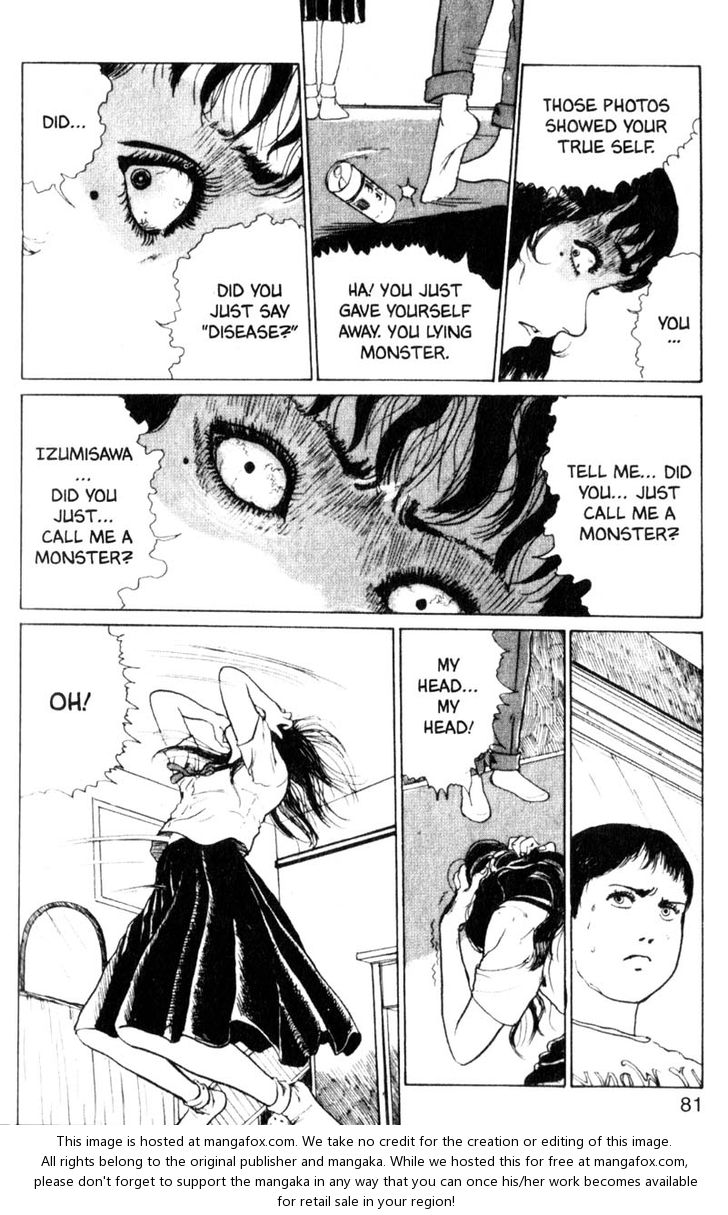 DID...
DID YOU
JUST SAY
"DISEASE?"
HA! YOU JUST
GAVE YOURSELF
AWAY. YOU LYING
MONSTER.
THOSE PHOTOS
SHOWED YOUR
TRUE SELF.
YOU
...
IZUMISAWA
...
DID YOU
JUST...
CALL ME A
MONSTER?
TELL ME... DID
YOU... JUST
CALL ME A
MONSTER?
OH!
MY
HEAD...
MY
HEAD!
81
This image is hosted at mangafox.com. We take no credit for the creation or editing of this image.
All rights belong to the original publisher and mangaka. While we hosted this for free at mangafox.com,
please don't forget to support the mangaka in any way that you can once his/her work becomes available
for retail sale in your region!